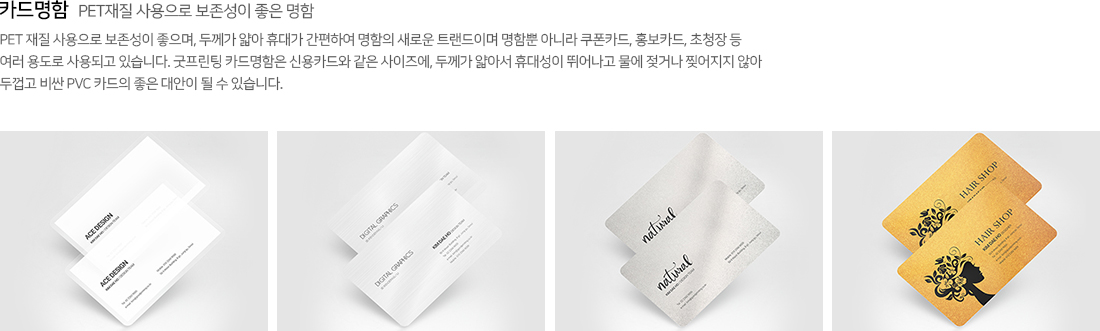 카드명함 PET재질 사용으로 보존성이 좋은 명함
PET 재질 사용으로 보존성이 좋으며, 두께가 얇아 휴대가 간편하여 명함의 새로운 트랜드이며 명함뿐 아니라 쿠폰카드, 홍보카드, 초청장 등
여러 용도로 사용되고 있습니다. 굿프린팅 카드명함은 신용카드와 같은 사이즈에, 두께가 얇아서 휴대성이 뛰어나고 물에 젖거나 찢어지지 않아
두껍고 비싼 PVC 카드의 좋은 대안이 될 수 있습니다.
ACE DESIGN
ACE DESIGN
DIGITAL GRAPHICS
DIGITAL GRAPHICS
KIM DAE HO
natural
natural
HAIR SHOP
HAIR SHOP
KIM DAE HO